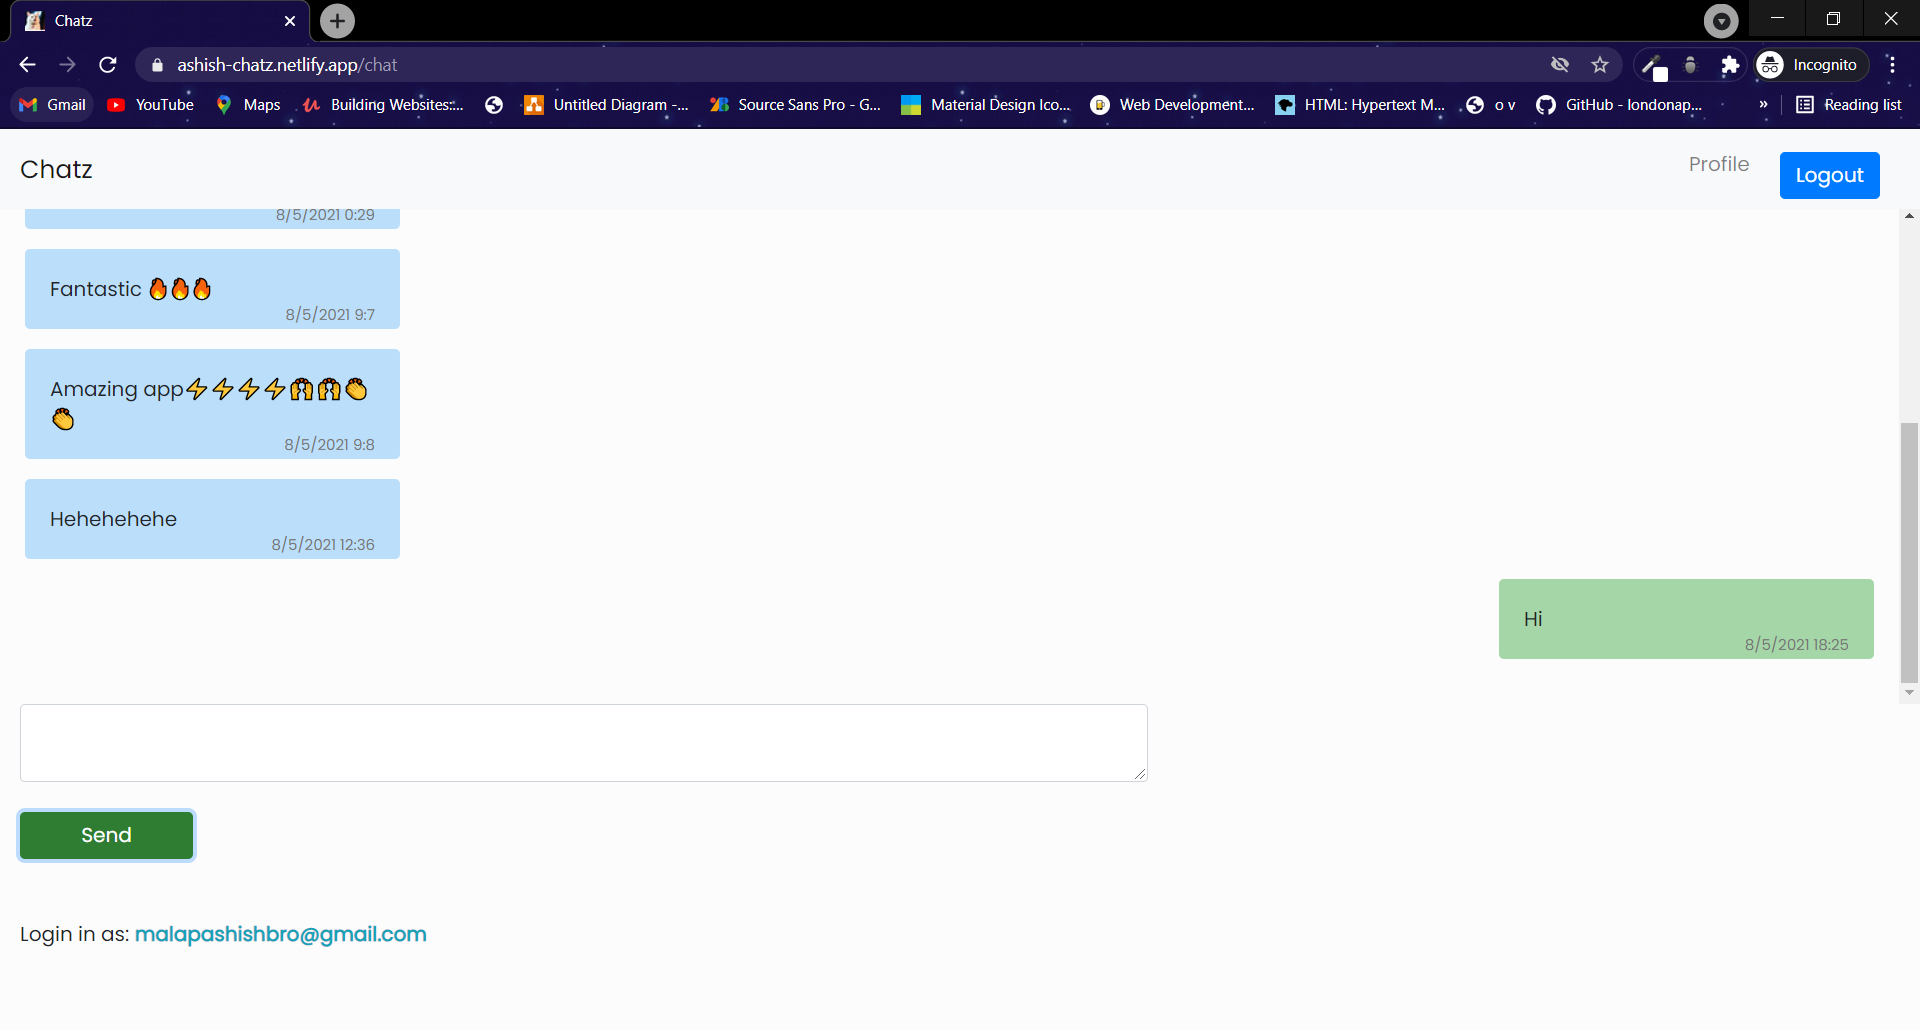 Chatz
ashish-chatz.netlify.app/chat
Incognito
Gmail
YouTube
Maps
Building Websites:...
Untitled Diagram -...
Source Sans Pro - G...
Material Design Ico...
Web Development...
HTML: Hypertext M...
o v
GitHub - londonap...
»
Reading list
Chatz
Profile
Logout
8/5/2021 0:29
Fantastic 🔥🔥🔥
8/5/2021 9:7
Amazing app⚡⚡⚡⚡🙌🙌👏
👏
8/5/2021 9:8
Hehehehehe
8/5/2021 12:36
Hi
8/5/2021 18:25
Send
Login in as: malapashishbro@gmail.com